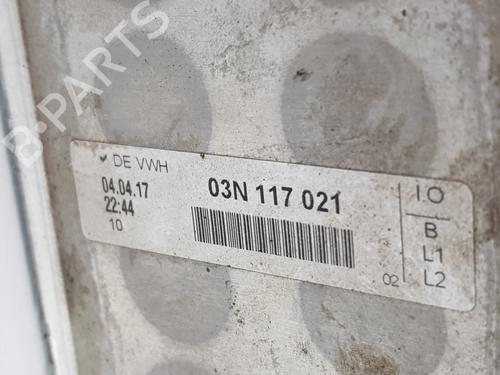 B-PARTS
DE VWH
04.04.17
22:44
10
03N 117 021
02
I.O
B
L1
L2